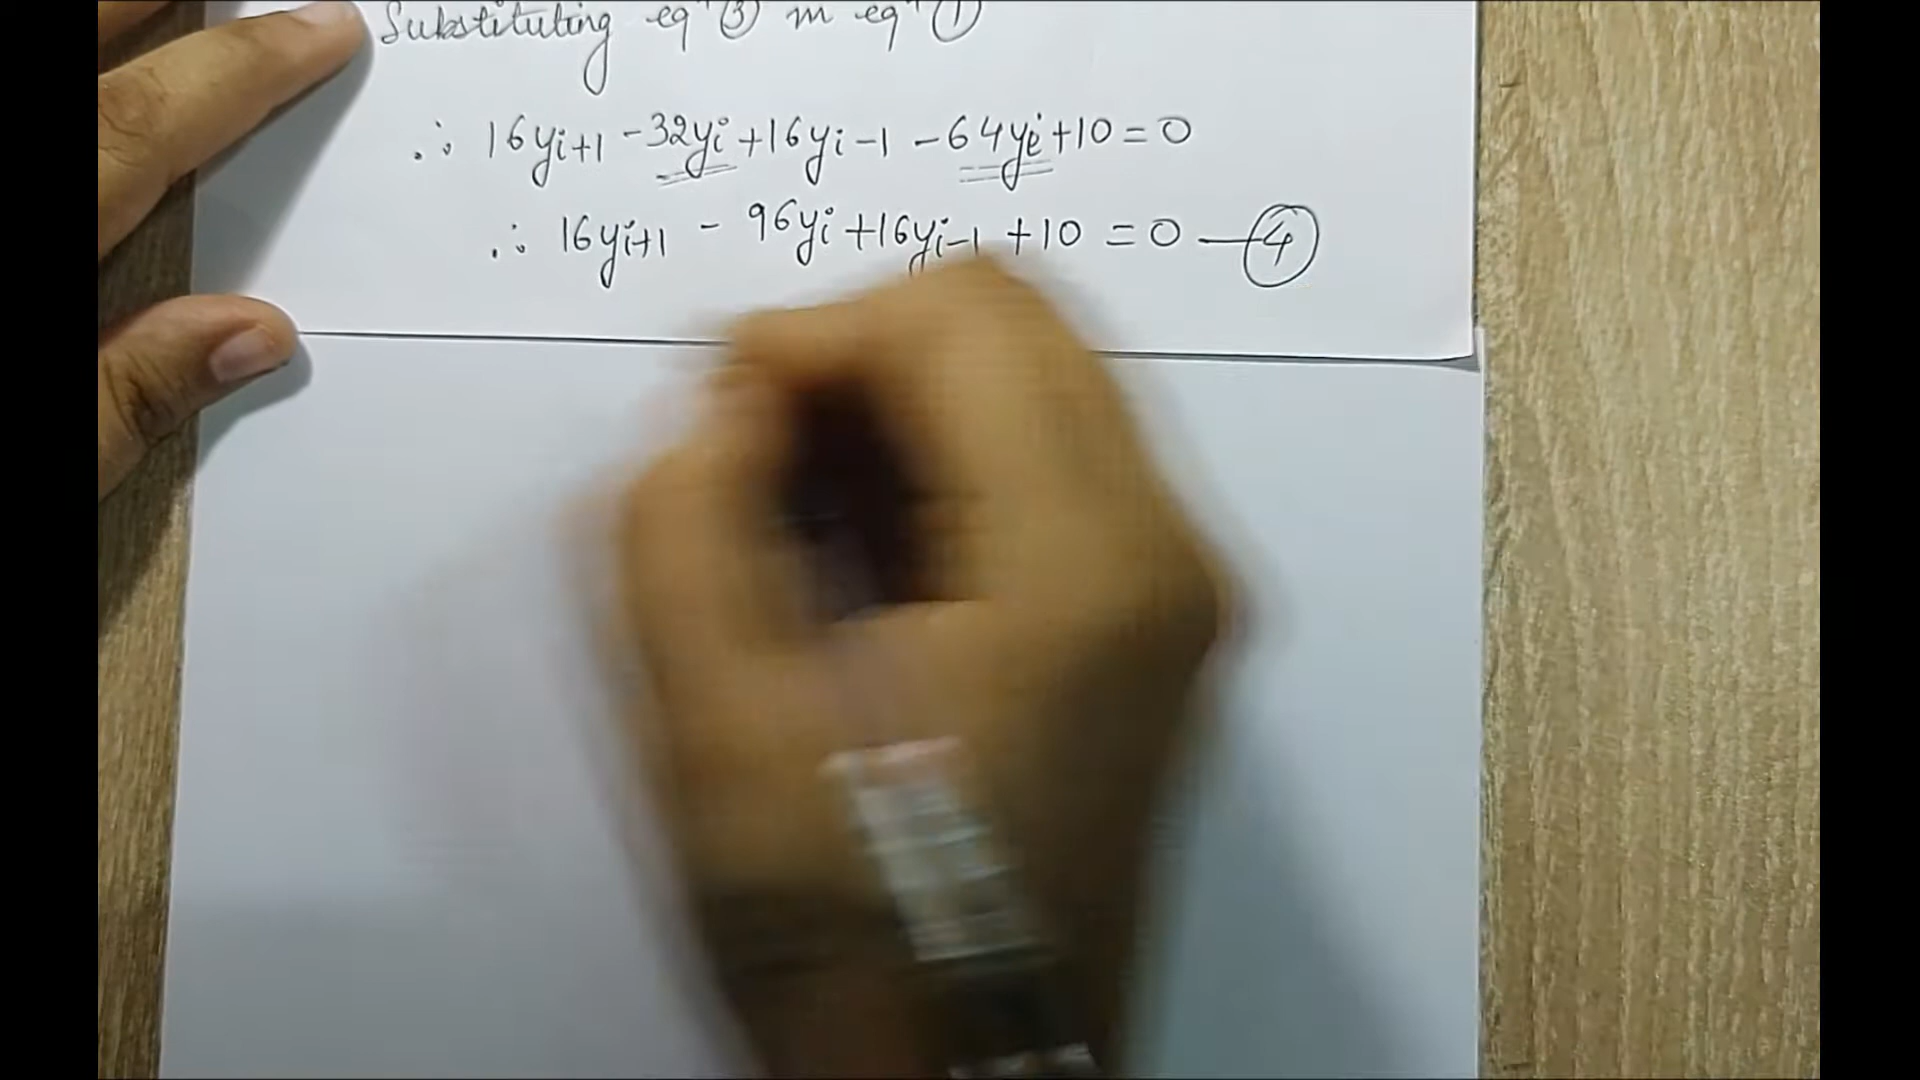 Substituting eqⁿ ③ in eqⁿ ①
∴ 16yi+1 -32yi +16yi-1 -64yi +10 = 0
∴ 16yi+1 - 96yi +16yi-1 +10 = 0 — ④